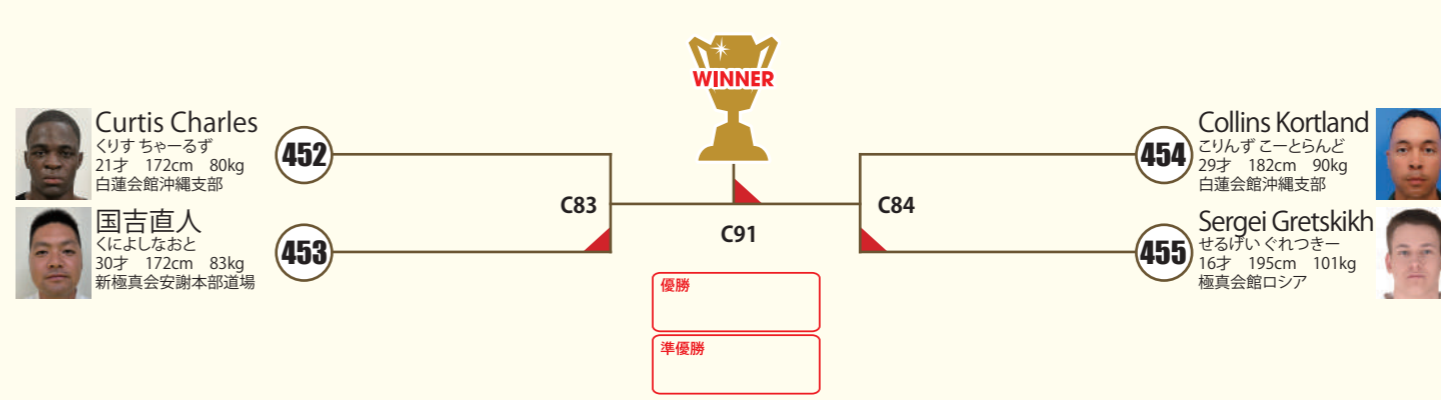 WINNER
Curtis Charles
くりす ちゃーるず
21才 172cm 80kg
白蓮会館沖縄支部
452
国吉直人
くによしなおと
30才 172cm 83kg
新極真会安謝本部道場
453
C83
C91
C84
454
Collins Kortland
こりんず こーとらんど
29才 182cm 90kg
白蓮会館沖縄支部
455
Sergei Gretskikh
せるげい ぐれつきー
16才 195cm 101kg
極真会館ロシア
優勝
準優勝